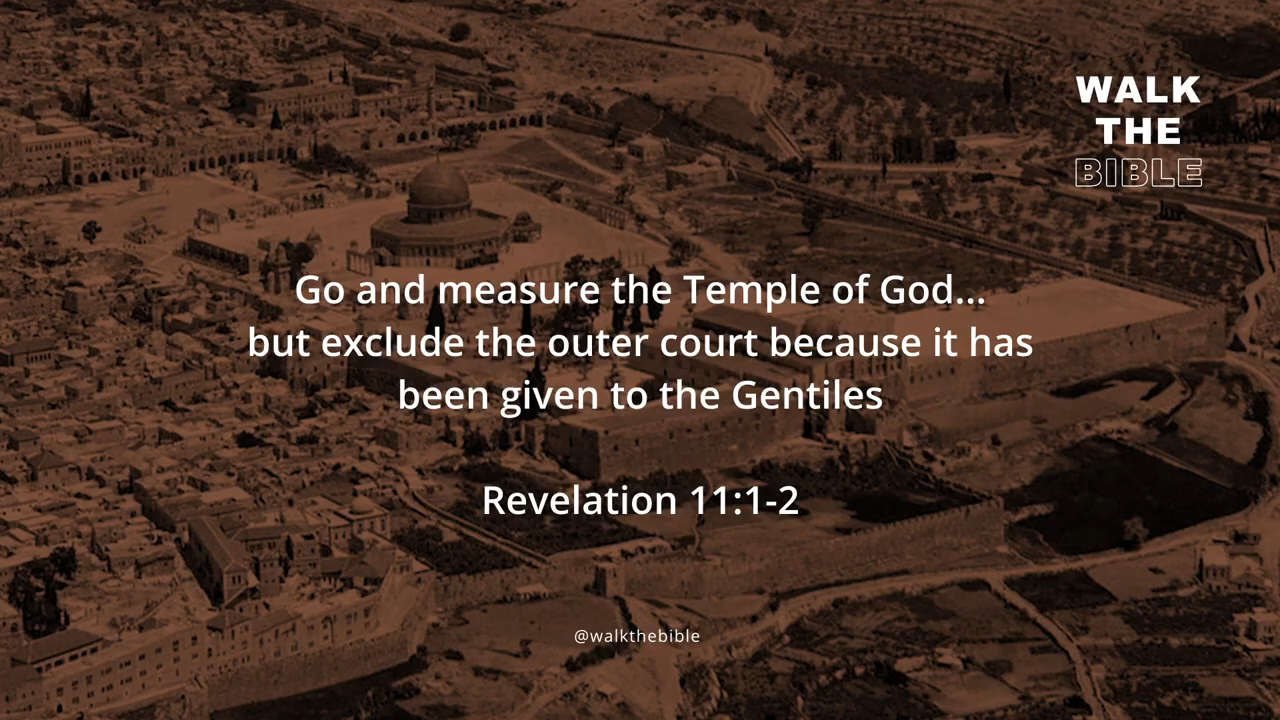 WALK
THE
BIBLE
Go and measure the Temple of God...
but exclude the outer court because it has
been given to the Gentiles
Revelation 11:1-2
@walkthebible